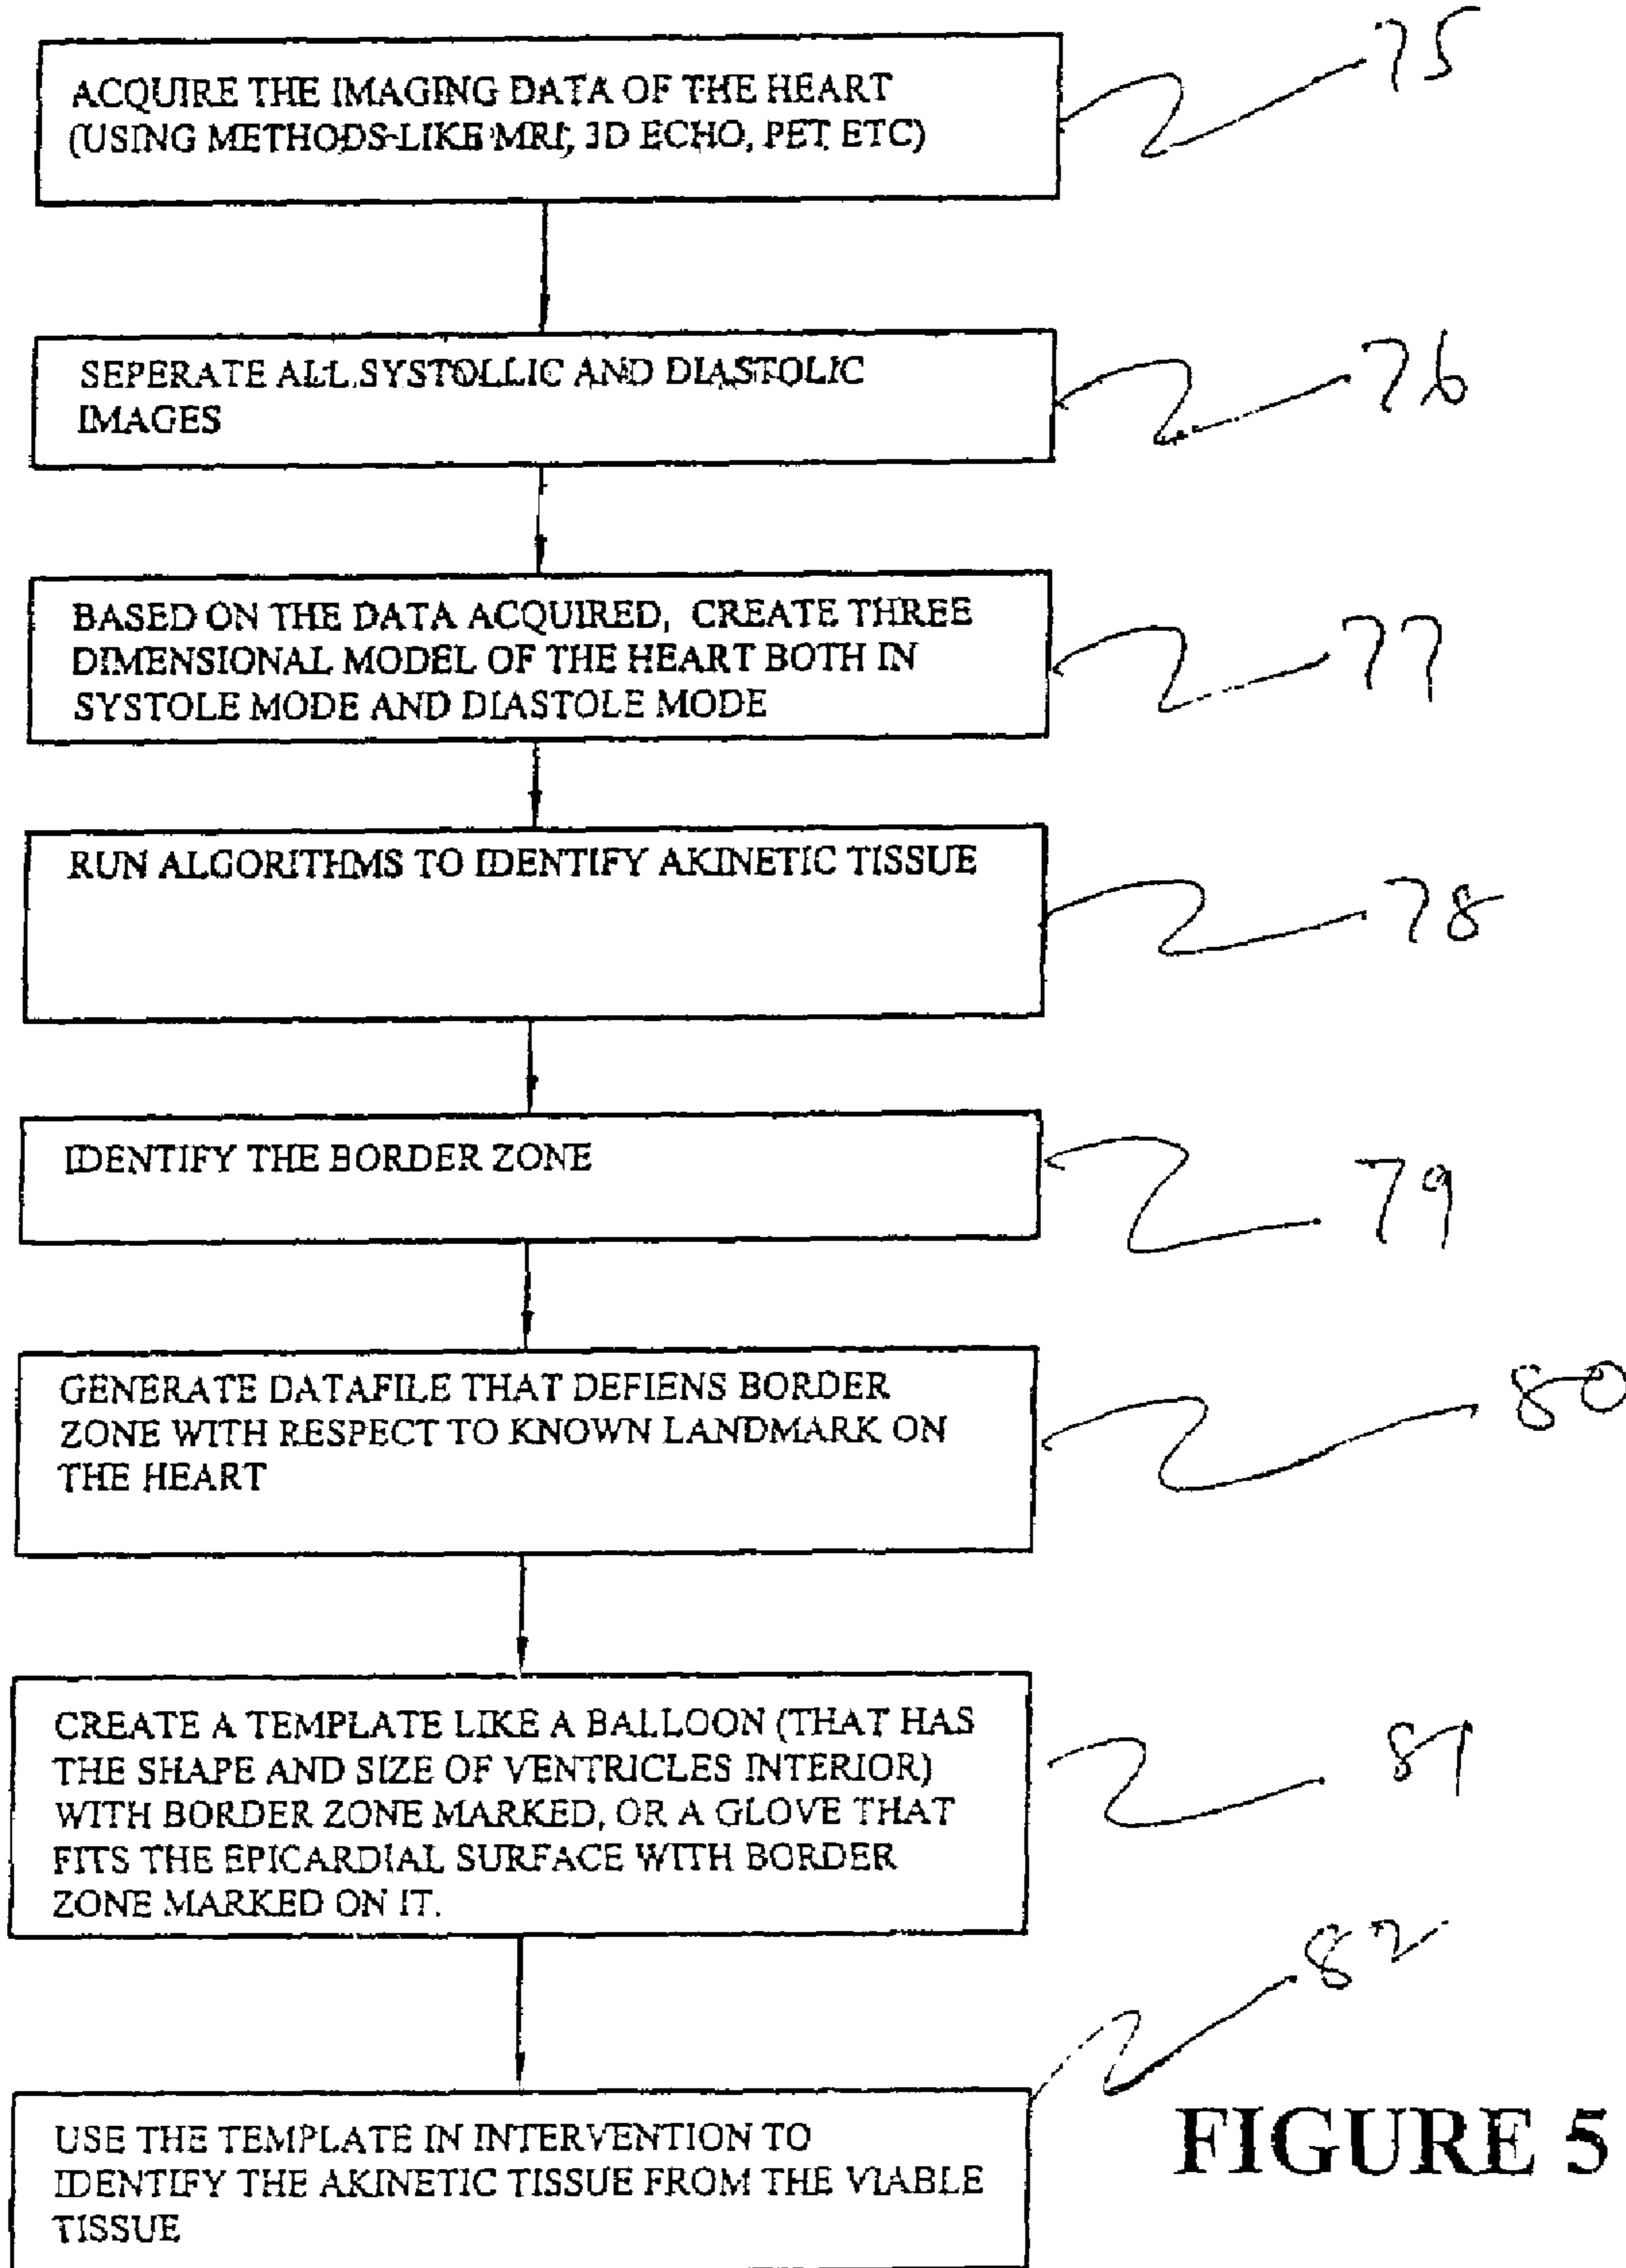 ACQUIRE THE IMAGING DATA OF THE HEART
(USING METHODS-LIKE MRI, 3D ECHO, PET ETC)
75
SEPERATE ALL SYSTOLLIC AND DIASTOLIC
IMAGES
76
BASED ON THE DATA ACQUIRED, CREATE THREE
DIMENSIONAL MODEL OF THE HEART BOTH IN
SYSTOLE MODE AND DIASTOLE MODE
77
RUN ALGORITHMS TO IDENTIFY AKINETIC TISSUE
78
IDENTIFY THE BORDER ZONE
79
GENERATE DATAFILE THAT DEFIENS BORDER
ZONE WITH RESPECT TO KNOWN LANDMARK ON
THE HEART
80
CREATE A TEMPLATE LIKE A BALLOON (THAT HAS
THE SHAPE AND SIZE OF VENTRICLES INTERIOR)
WITH BORDER ZONE MARKED, OR A GLOVE THAT
FITS THE EPICARDIAL SURFACE WITH BORDER
ZONE MARKED ON IT.
81
USE THE TEMPLATE IN INTERVENTION TO
IDENTIFY THE AKINETIC TISSUE FROM THE VIABLE
TISSUE
82
FIGURE 5